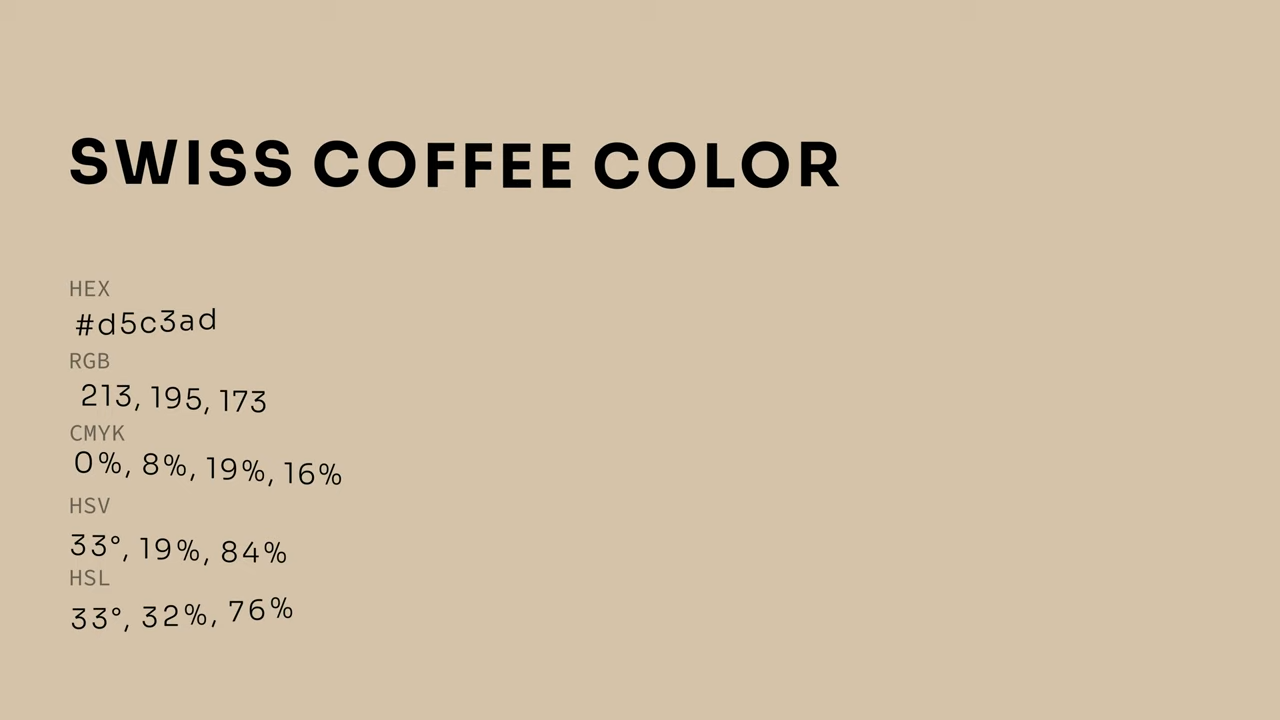 SWISS COFFEE COLOR
HEX
#d5c3ad
RGB
213, 195, 173
CMYK
0%, 8%, 19%, 16%
HSV
33°, 19%, 84%
HSL
33°, 32%, 76%